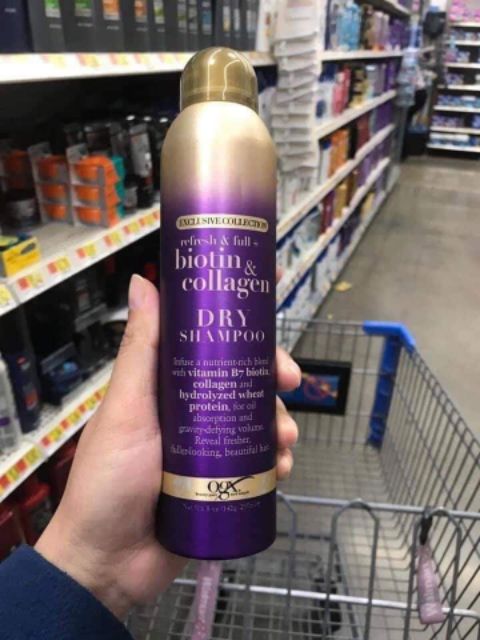 EXCLUSIVE COLLECTION
refresh & full +
biotin &
collagen
DRY
SHAMPOO
Infuse a nutrient-rich blend
with vitamin B7 biotin,
collagen and
hydrolyzed wheat
protein, for oil
absorption and
gravity-defying volume.
Reveal fresher,
fuller-looking, beautiful hair.
ogx